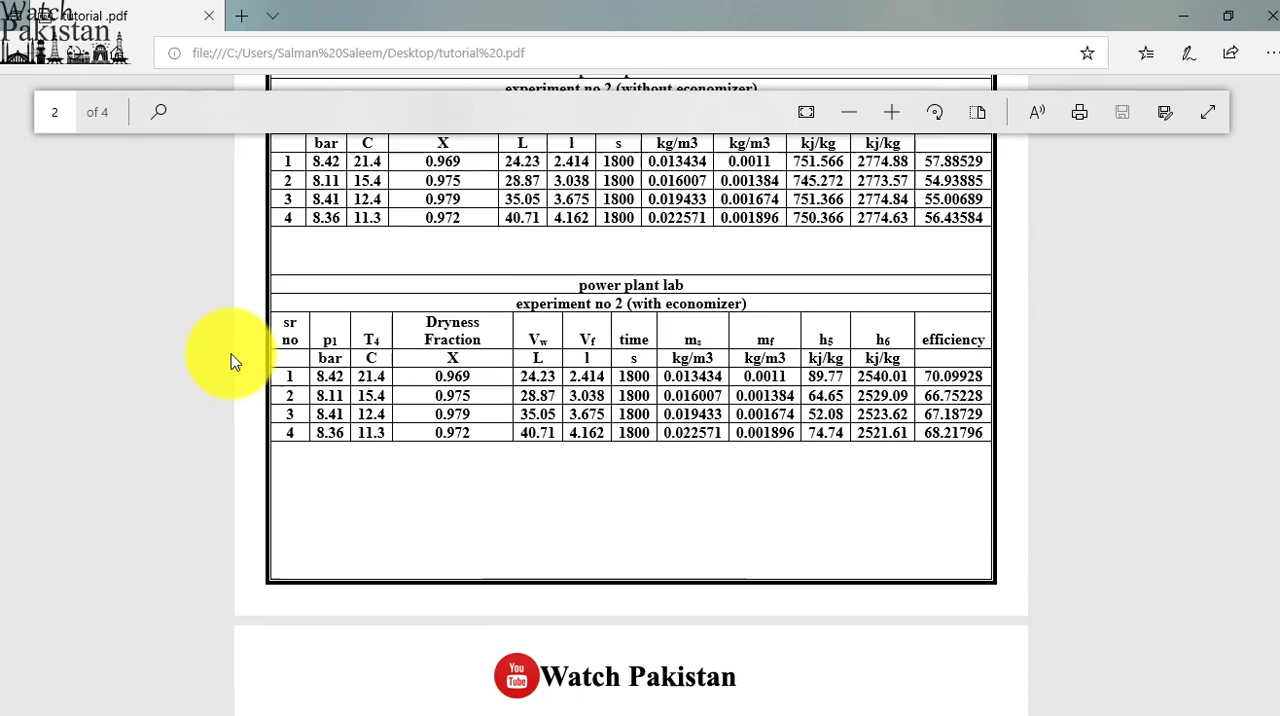 Watch
Pakistan
tutorial .pdf
file:///C:/Users/Salman%20Saleem/Desktop/tutorial%20.pdf
experiment no 2 (without economizer)
2 of 4
bar C X L l s kg/m3 kg/m3 kj/kg kj/kg
1 8.42 21.4 0.969 24.23 2.414 1800 0.013434 0.0011 751.566 2774.88 57.88529
2 8.11 15.4 0.975 28.87 3.038 1800 0.016007 0.001384 745.272 2773.57 54.93885
3 8.41 12.4 0.979 35.05 3.675 1800 0.019433 0.001674 751.366 2774.84 55.00689
4 8.36 11.3 0.972 40.71 4.162 1800 0.022571 0.001896 750.366 2774.63 56.43584
power plant lab
experiment no 2 (with economizer)
sr Dryness
no p1 T4 Fraction Vw Vf time ms mf h5 h6 efficiency
bar C X L l s kg/m3 kg/m3 kj/kg kj/kg
1 8.42 21.4 0.969 24.23 2.414 1800 0.013434 0.0011 89.77 2540.01 70.09928
2 8.11 15.4 0.975 28.87 3.038 1800 0.016007 0.001384 64.65 2529.09 66.75228
3 8.41 12.4 0.979 35.05 3.675 1800 0.019433 0.001674 52.08 2523.62 67.18729
4 8.36 11.3 0.972 40.71 4.162 1800 0.022571 0.001896 74.74 2521.61 68.21796
You
Tube
Watch Pakistan